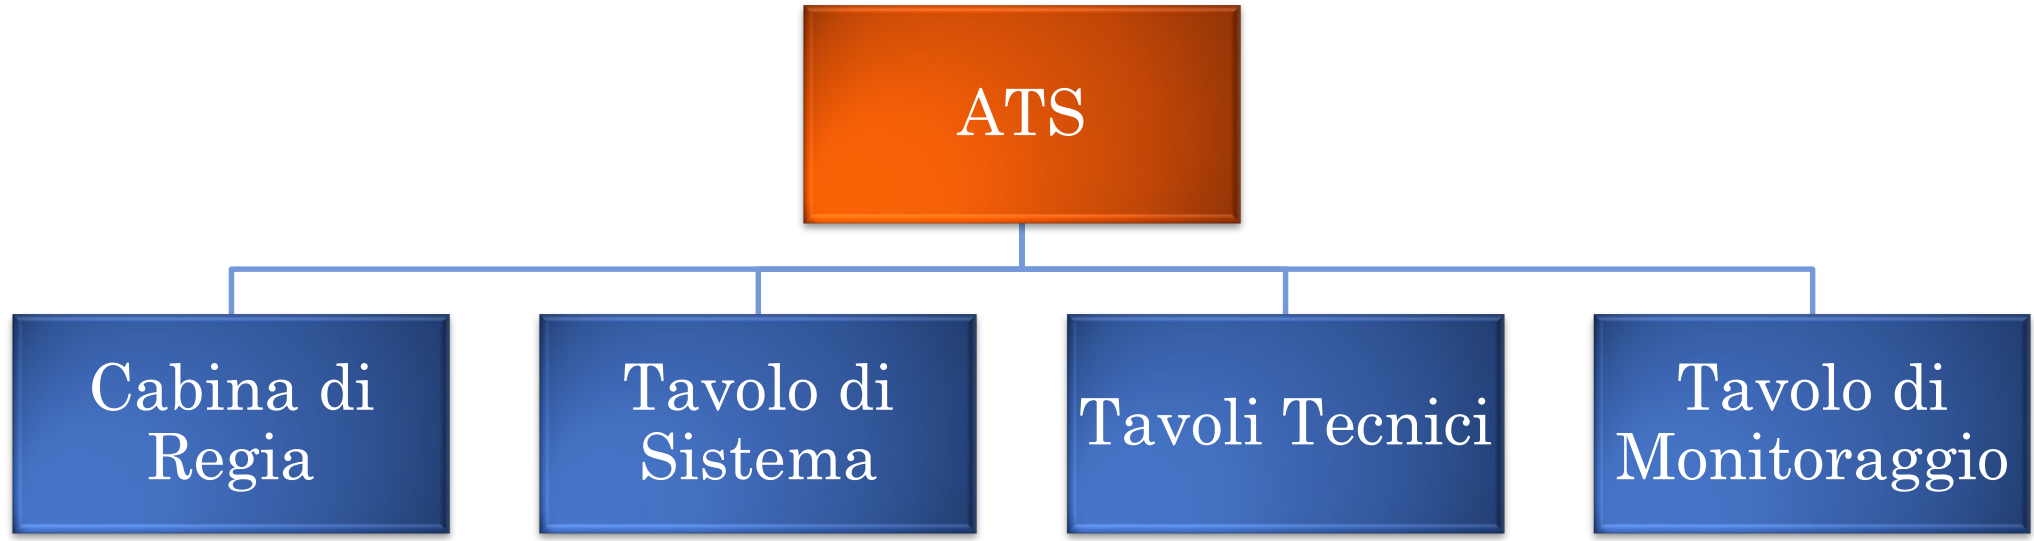 ATS
Cabina di
Regia
Tavolo di
Sistema
Tavoli Tecnici
Tavolo di
Monitoraggio